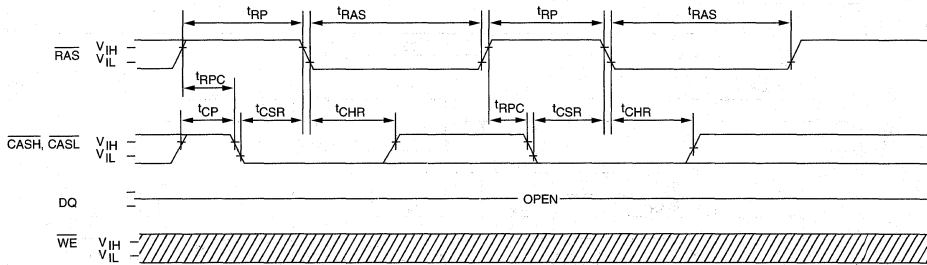 tRP tRAS tRP tRAS
RAS VIH
VIL
tRPC
tCP tCSR tCHR tRPC tCSR tCHR
CASH, CASL VIH
VIL
DQ OPEN
WE VIH
VIL